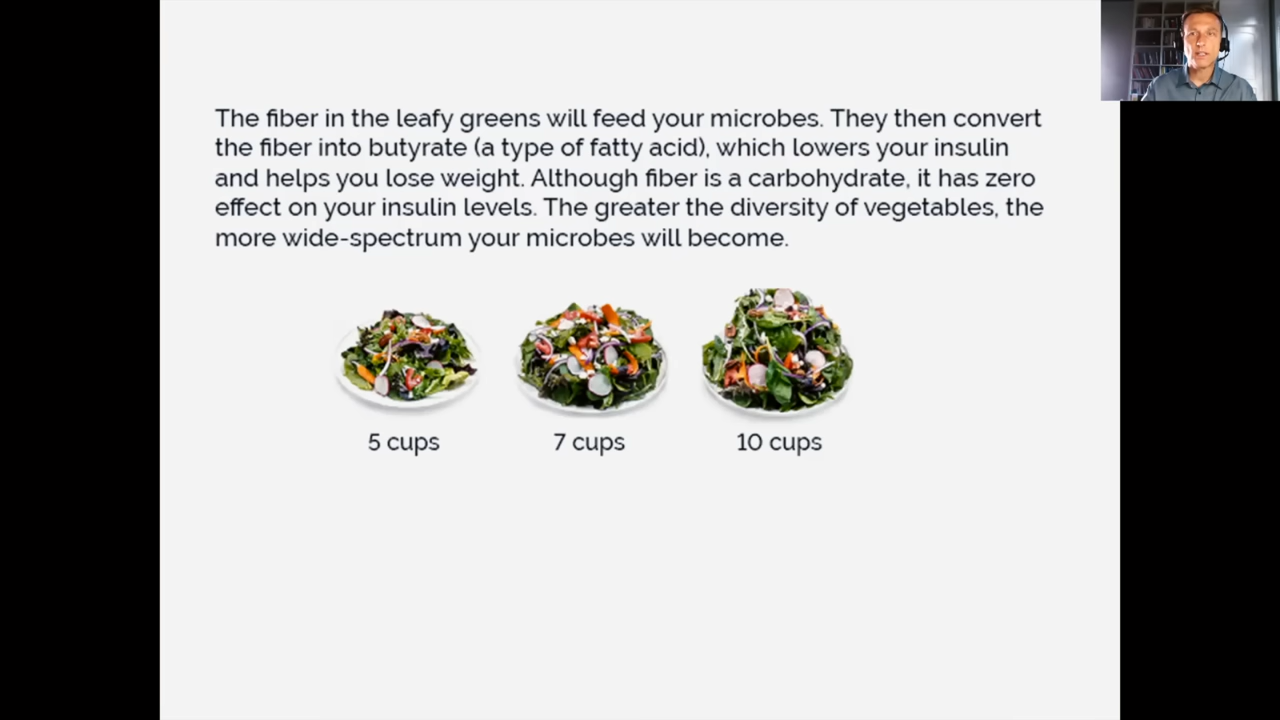 The fiber in the leafy greens will feed your microbes. They then convert
the fiber into butyrate (a type of fatty acid), which lowers your insulin
and helps you lose weight. Although fiber is a carbohydrate, it has zero
effect on your insulin levels. The greater the diversity of vegetables, the
more wide-spectrum your microbes will become.
5 cups
7 cups
10 cups